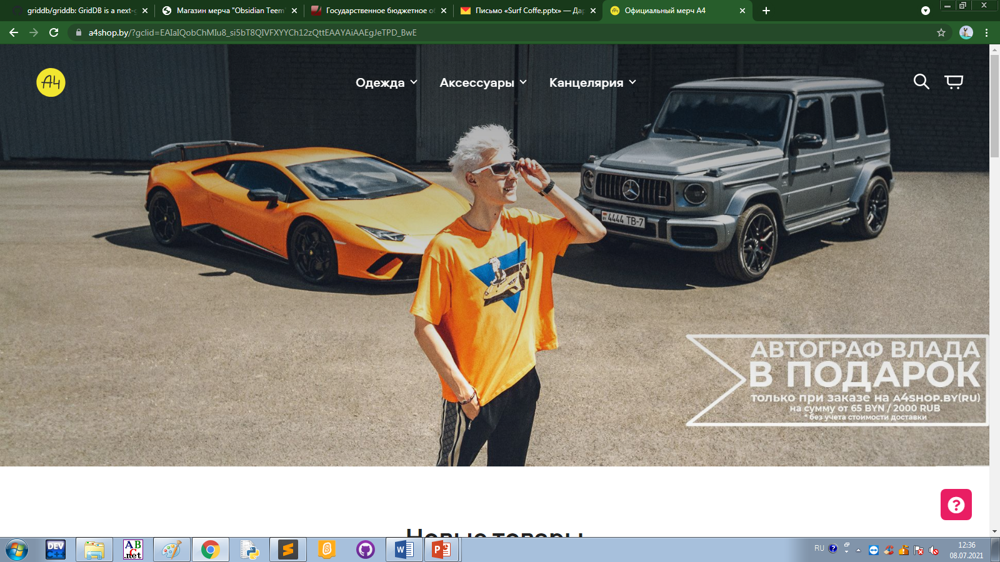 griddb/griddb: GridDB is a next-g
Магазин мерча "Obsidian Teem"
Государственное бюджетное об
Письмо «Surf Coffe.pptx» — Дар
Официальный мерч А4
a4shop.by/?gclid=EAIaIQobChMIu8_si5bT8QIVFXYYCh12zQttEAAYAiAAEgJeTPD_BwE
A4
Одежда
Аксессуары
Канцелярия
4444 TB-7
АВТОГРАФ ВЛАДА
В ПОДАРОК
только при заказе на A4SHOP.BY(RU)
на сумму от 65 BYN / 2000 RUB
* без учета стоимости доставки
Новые товары
DEV
C++
ABC
.net
RU
12:36
08.07.2021